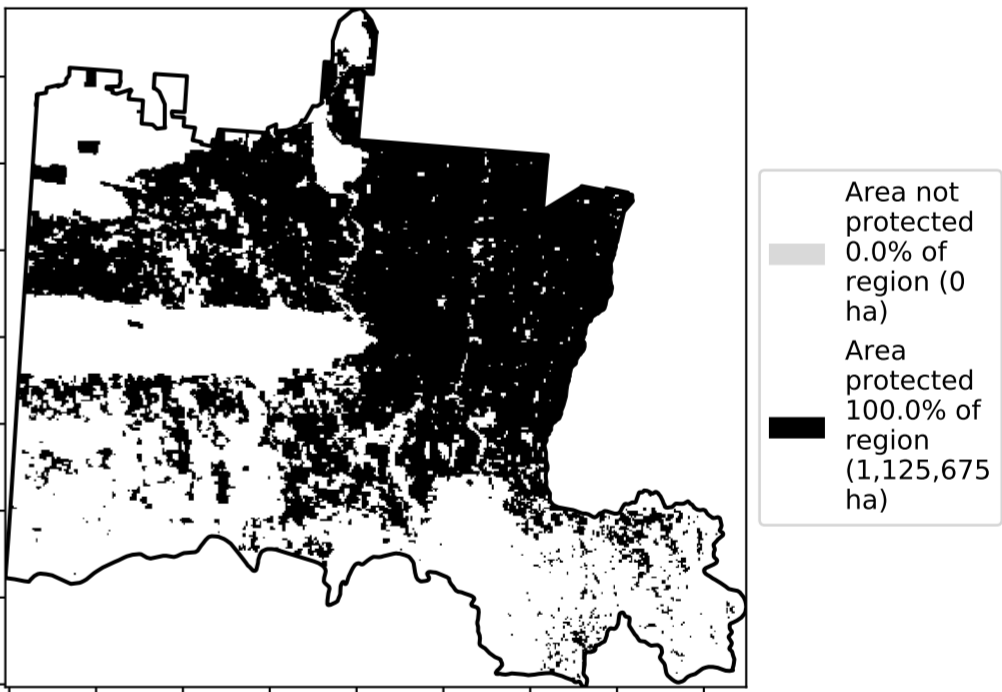 Area not
protected
0.0% of
region (0
ha)
Area
protected
100.0% of
region
(1,125,675
ha)